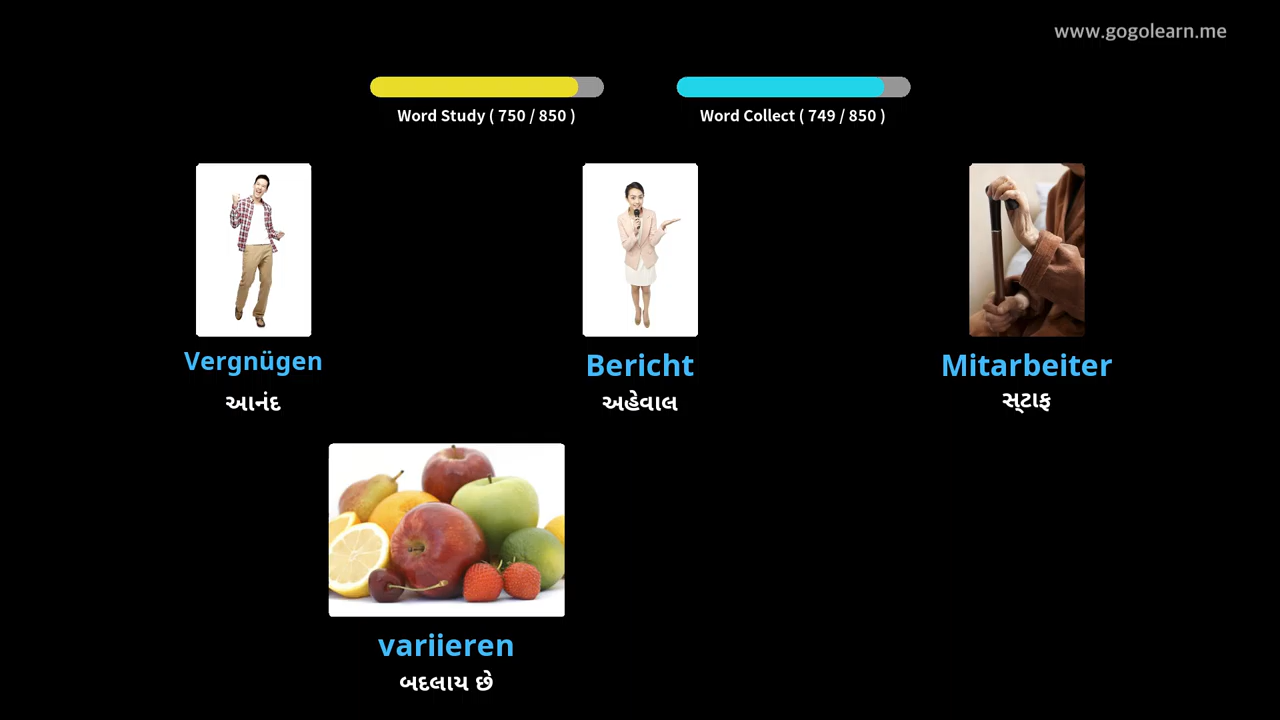 www.gogolearn.me
Word Study ( 750 / 850 )
Word Collect ( 749 / 850 )
Vergnügen
આનંદ
Bericht
અહેવાલ
Mitarbeiter
સ્ટાફ
variieren
બદલાય છે